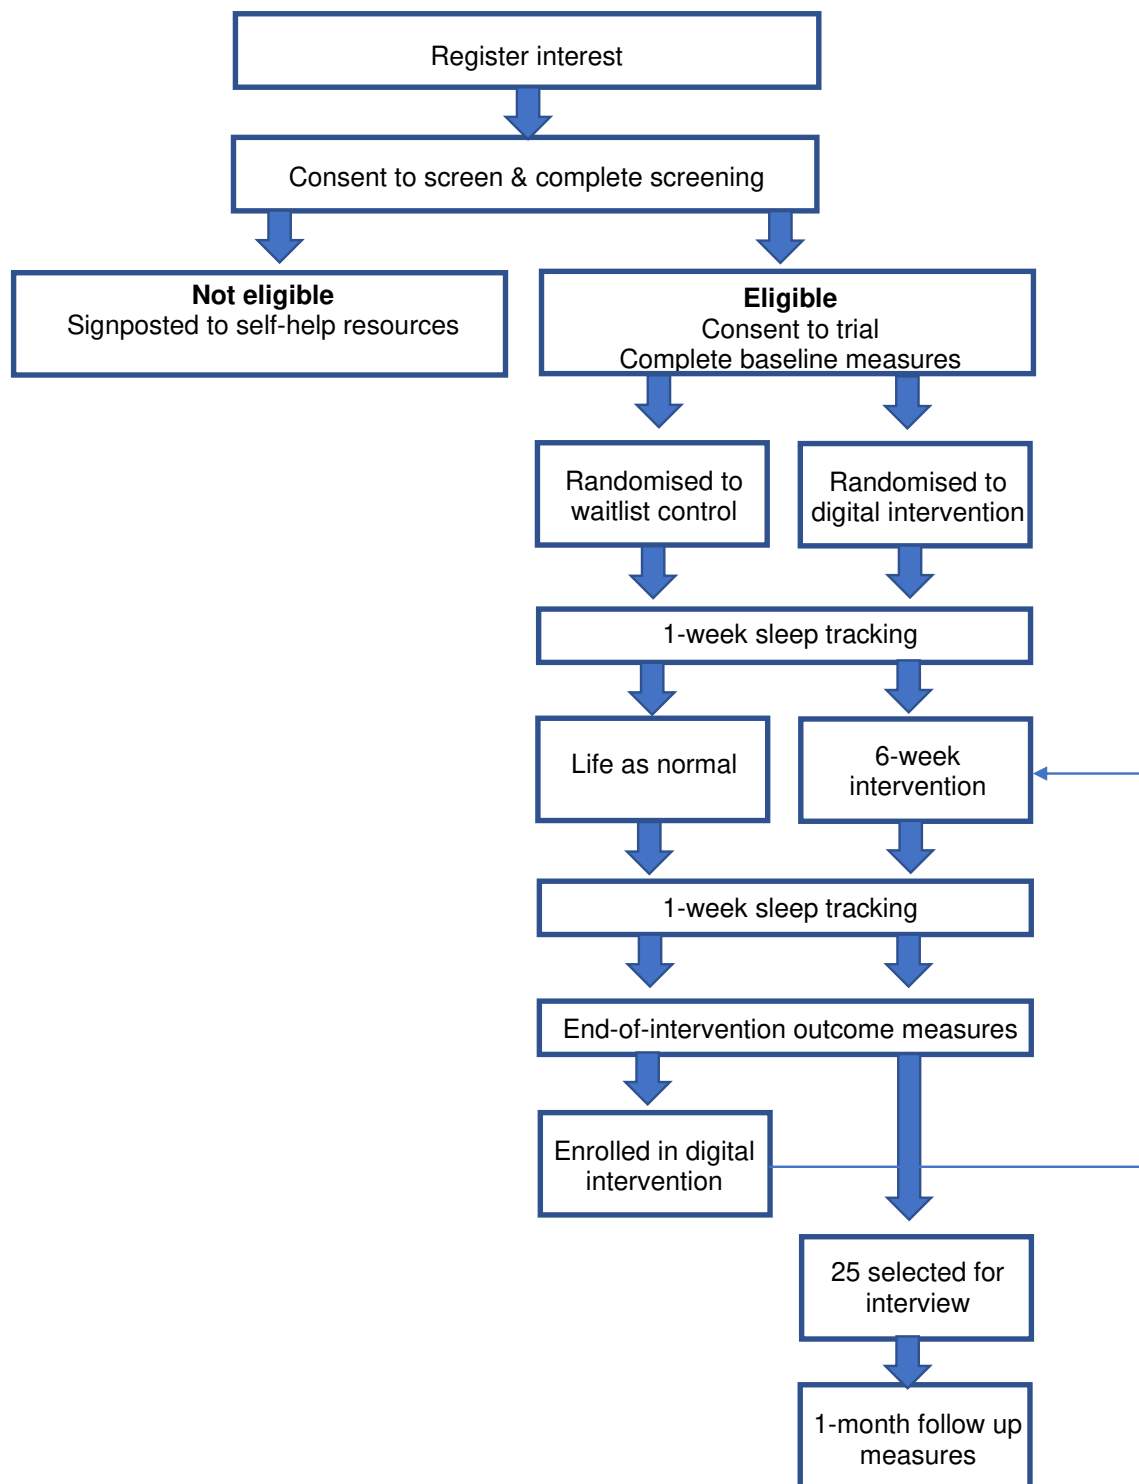 Register interest
Consent to screen & complete screening
Not eligible
Signposted to self-help resources
Eligible
Consent to trial
Complete baseline measures
Randomised to
waitlist control
Randomised to
digital intervention
1-week sleep tracking
Life as normal
6-week
intervention
1-week sleep tracking
End-of-intervention outcome measures
Enrolled in digital
intervention
25 selected for
interview
1-month follow up
measures